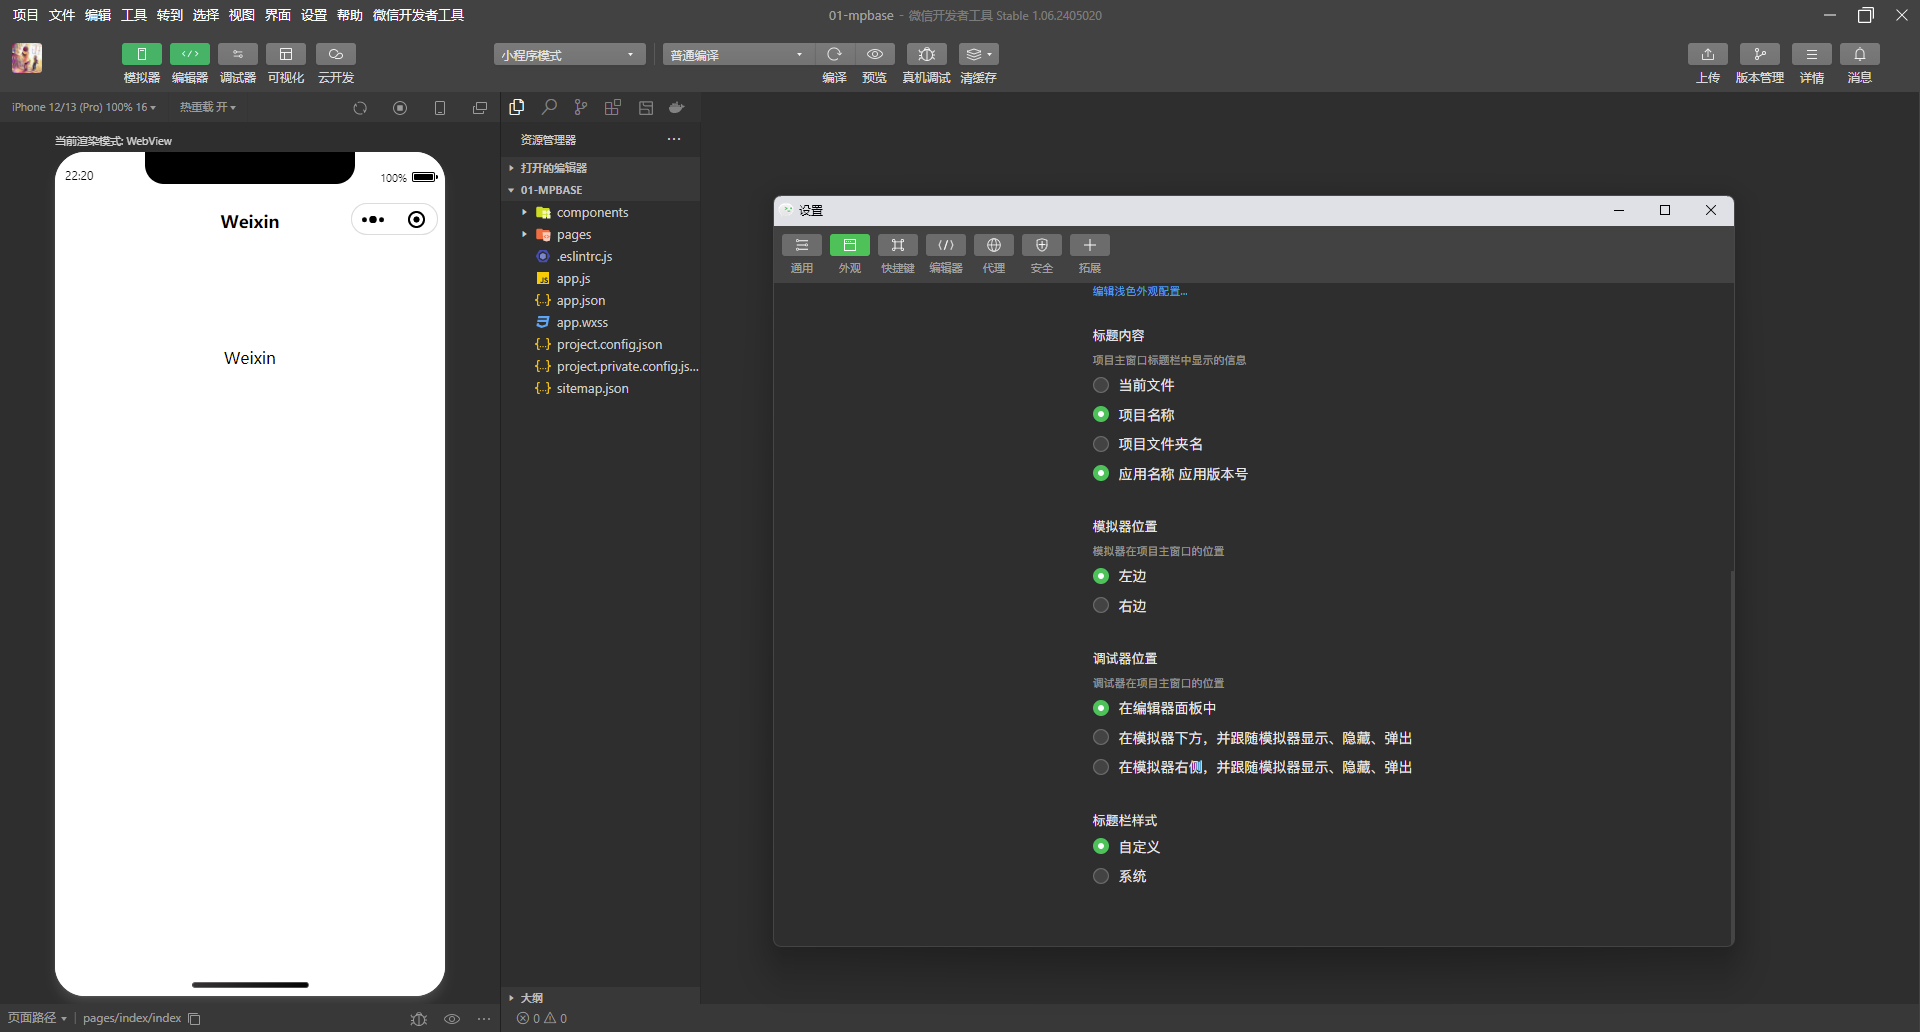 项目 文件 编辑 工具 转到 选择 视图 界面 设置 帮助 微信开发者工具
01-mpbase - 微信开发者工具 Stable 1.06.2405020
小程序模式
普通编译
模拟器 编辑器 调试器 可视化 云开发
编译 预览 真机调试 清缓存
上传 版本管理 详情 消息
iPhone 12/13 (Pro) 100% 16
热重载 开
当前渲染模式: WebView
22:20
100%
Weixin
Weixin
资源管理器
打开的编辑器
01-MPBASE
components
pages
.eslintrc.js
app.js
app.json
app.wxss
project.config.json
project.private.config.js...
sitemap.json
大纲
设置
通用 外观 快捷键 编辑器 代理 安全 拓展
编辑浅色外观配置...
标题内容
项目主窗口标题栏中显示的信息
当前文件
项目名称
项目文件夹名
应用名称 应用版本号
模拟器位置
模拟器在项目主窗口的位置
左边
右边
调试器位置
调试器在项目主窗口的位置
在编辑器面板中
在模拟器下方，并跟随模拟器显示、隐藏、弹出
在模拟器右侧，并跟随模拟器显示、隐藏、弹出
标题栏样式
自定义
系统
页面路径
pages/index/index
0
0